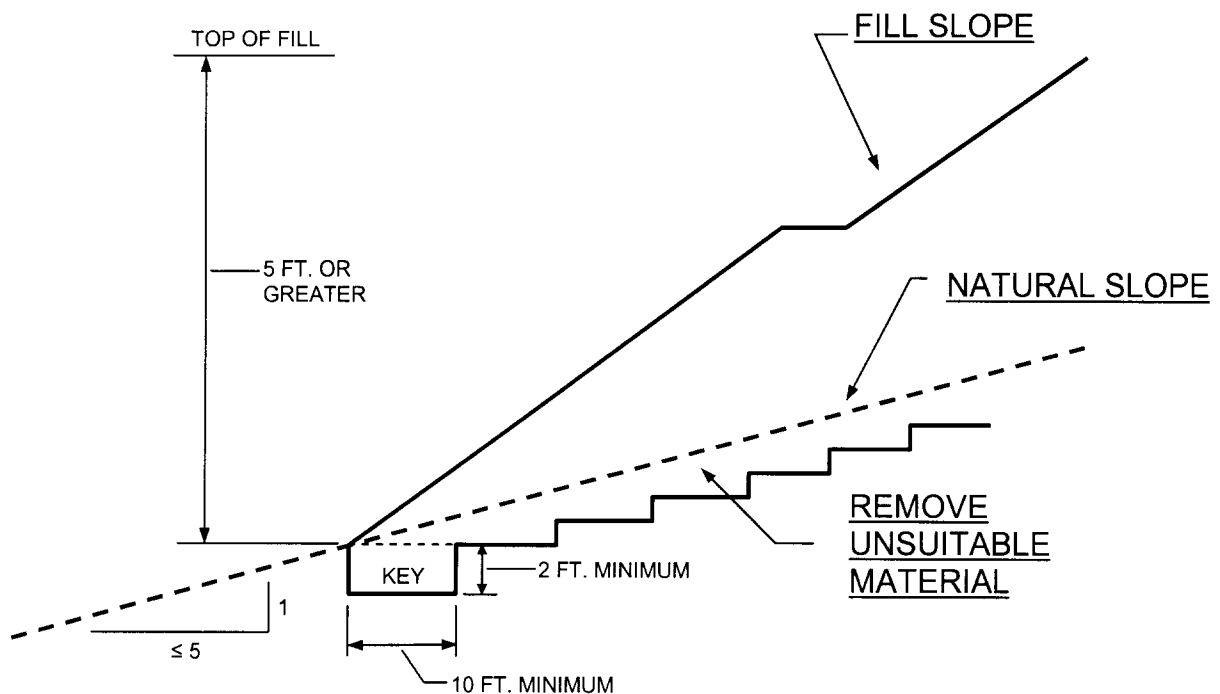 TOP OF FILL
FILL SLOPE
5 FT. OR
GREATER
NATURAL SLOPE
REMOVE
UNSUITABLE
MATERIAL
KEY
2 FT. MINIMUM
1
≤ 5
10 FT. MINIMUM